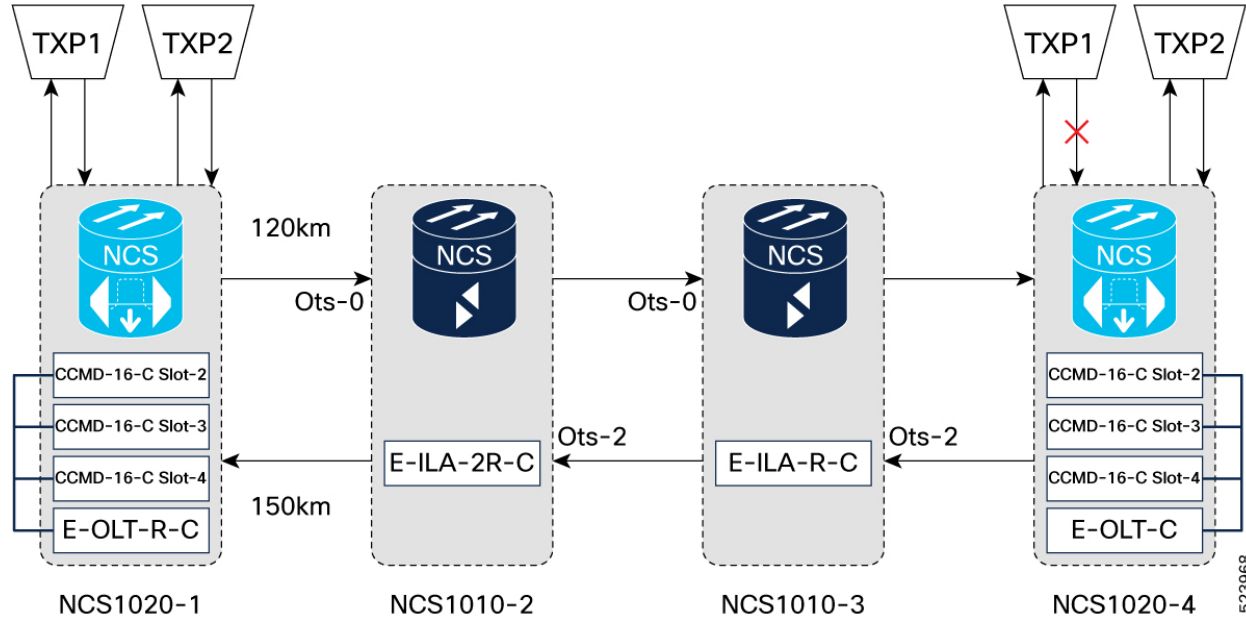 TXP1
TXP2
TXP1
TXP2
NCS
NCS
NCS
NCS
120km
Ots-0
Ots-0
CCMD-16-C Slot-2
CCMD-16-C Slot-3
CCMD-16-C Slot-4
E-OLT-R-C
150km
E-ILA-2R-C
Ots-2
E-ILA-R-C
Ots-2
CCMD-16-C Slot-2
CCMD-16-C Slot-3
CCMD-16-C Slot-4
E-OLT-C
NCS1020-1
NCS1010-2
NCS1010-3
NCS1020-4
523968